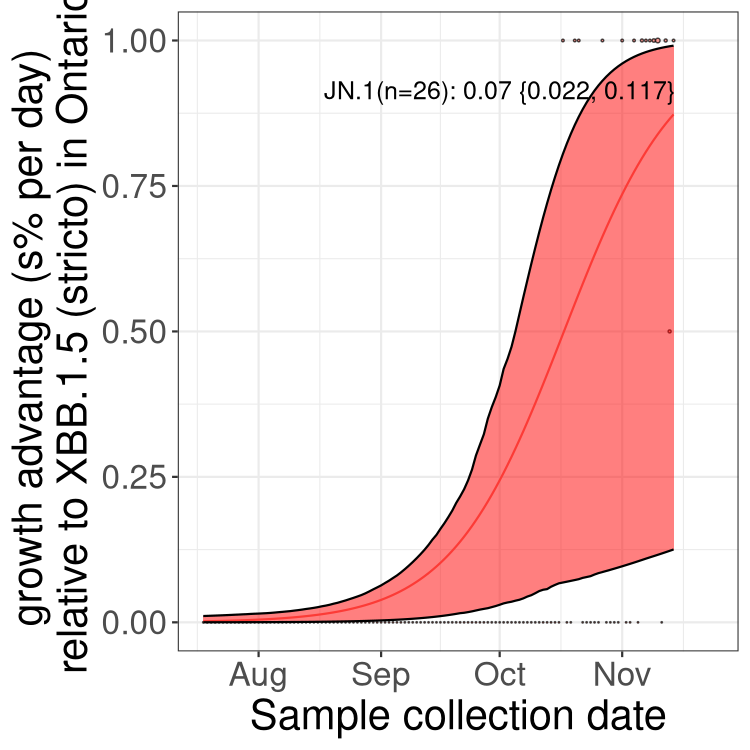 growth advantage (s% per day)
relative to XBB.1.5 (stricto) in Ontario
1.00
0.75
0.50
0.25
0.00
JN.1(n=26): 0.07 {0.022, 0.117}
Aug Sep Oct Nov
Sample collection date